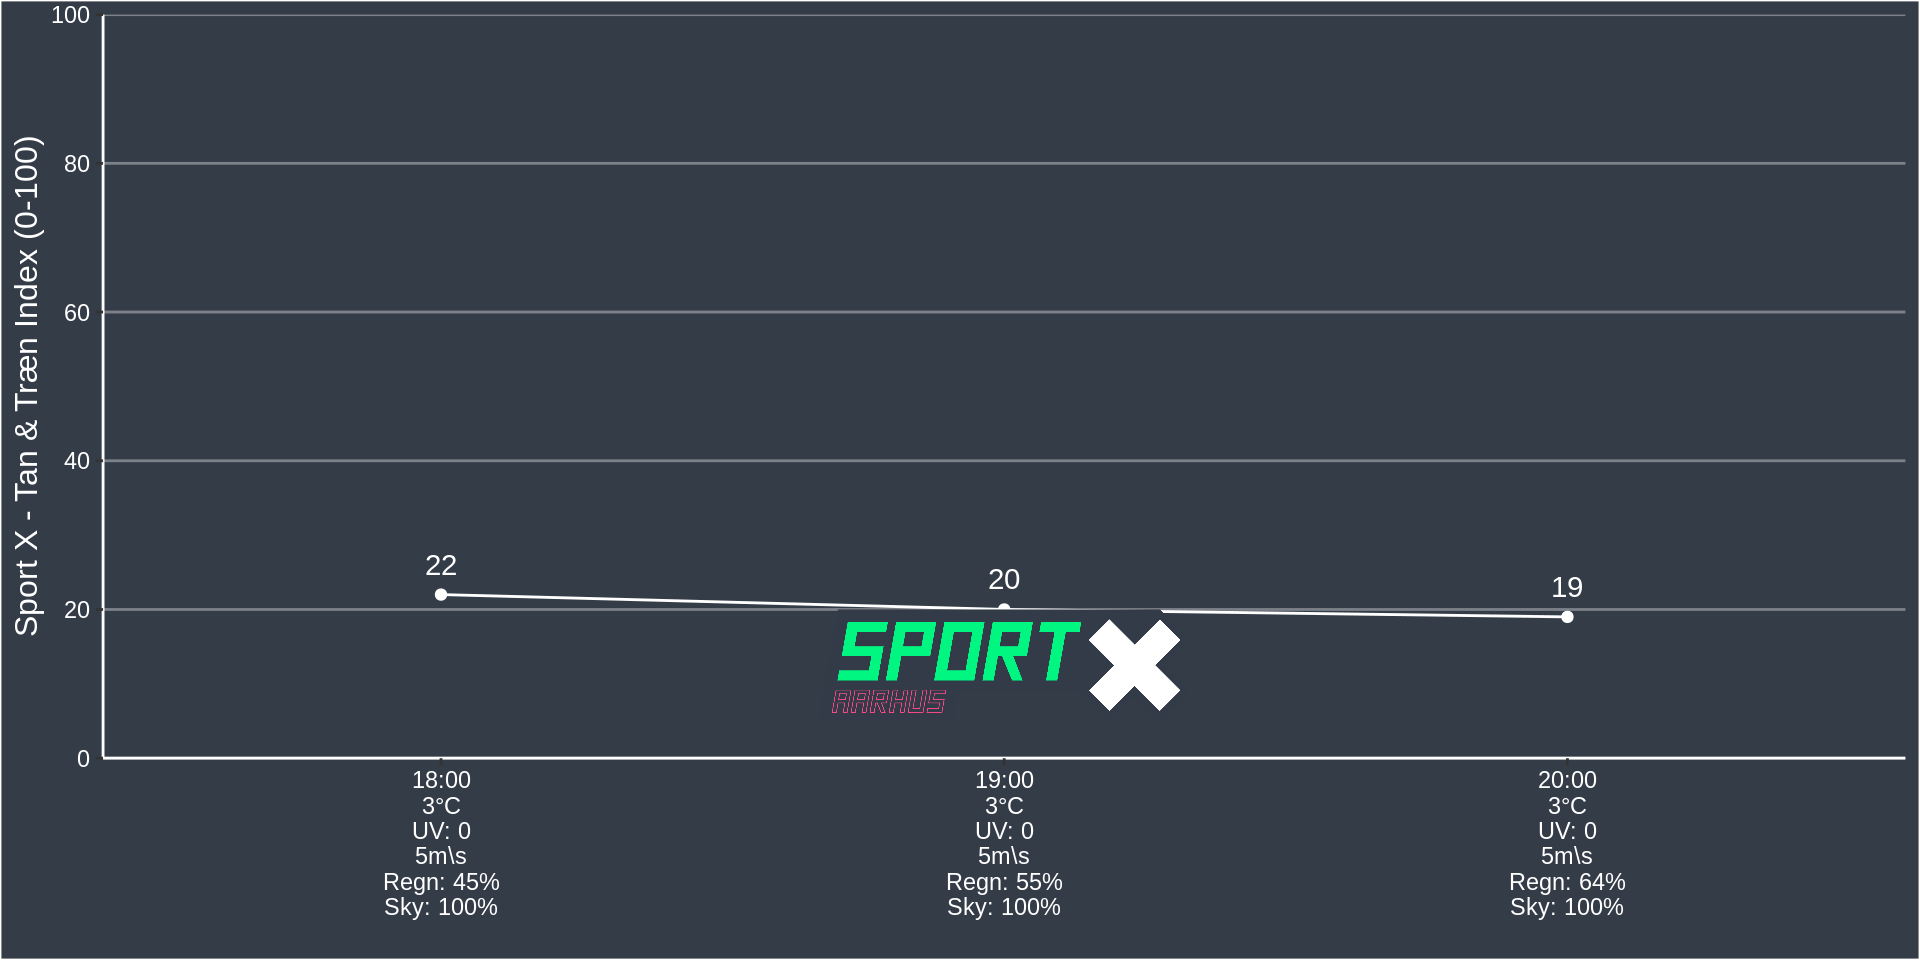 Sport X - Tan & Træn Index (0-100)
100
80
60
40
20
0
22
20
19
SPORT X
AARHUS
18:00
3°C
UV: 0
5m\s
Regn: 45%
Sky: 100%
19:00
3°C
UV: 0
5m\s
Regn: 55%
Sky: 100%
20:00
3°C
UV: 0
5m\s
Regn: 64%
Sky: 100%